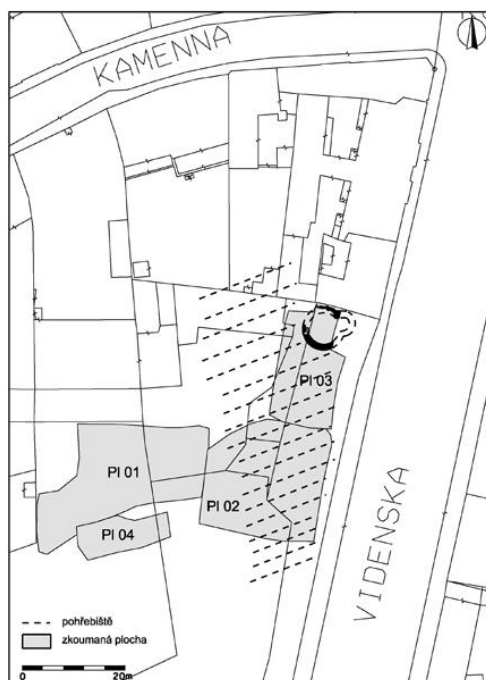 KAMENNA
Pl 03
Pl 01
Pl 02
Pl 04
VIDENSKA
pohřebiště
zkoumaná plocha
0 20m